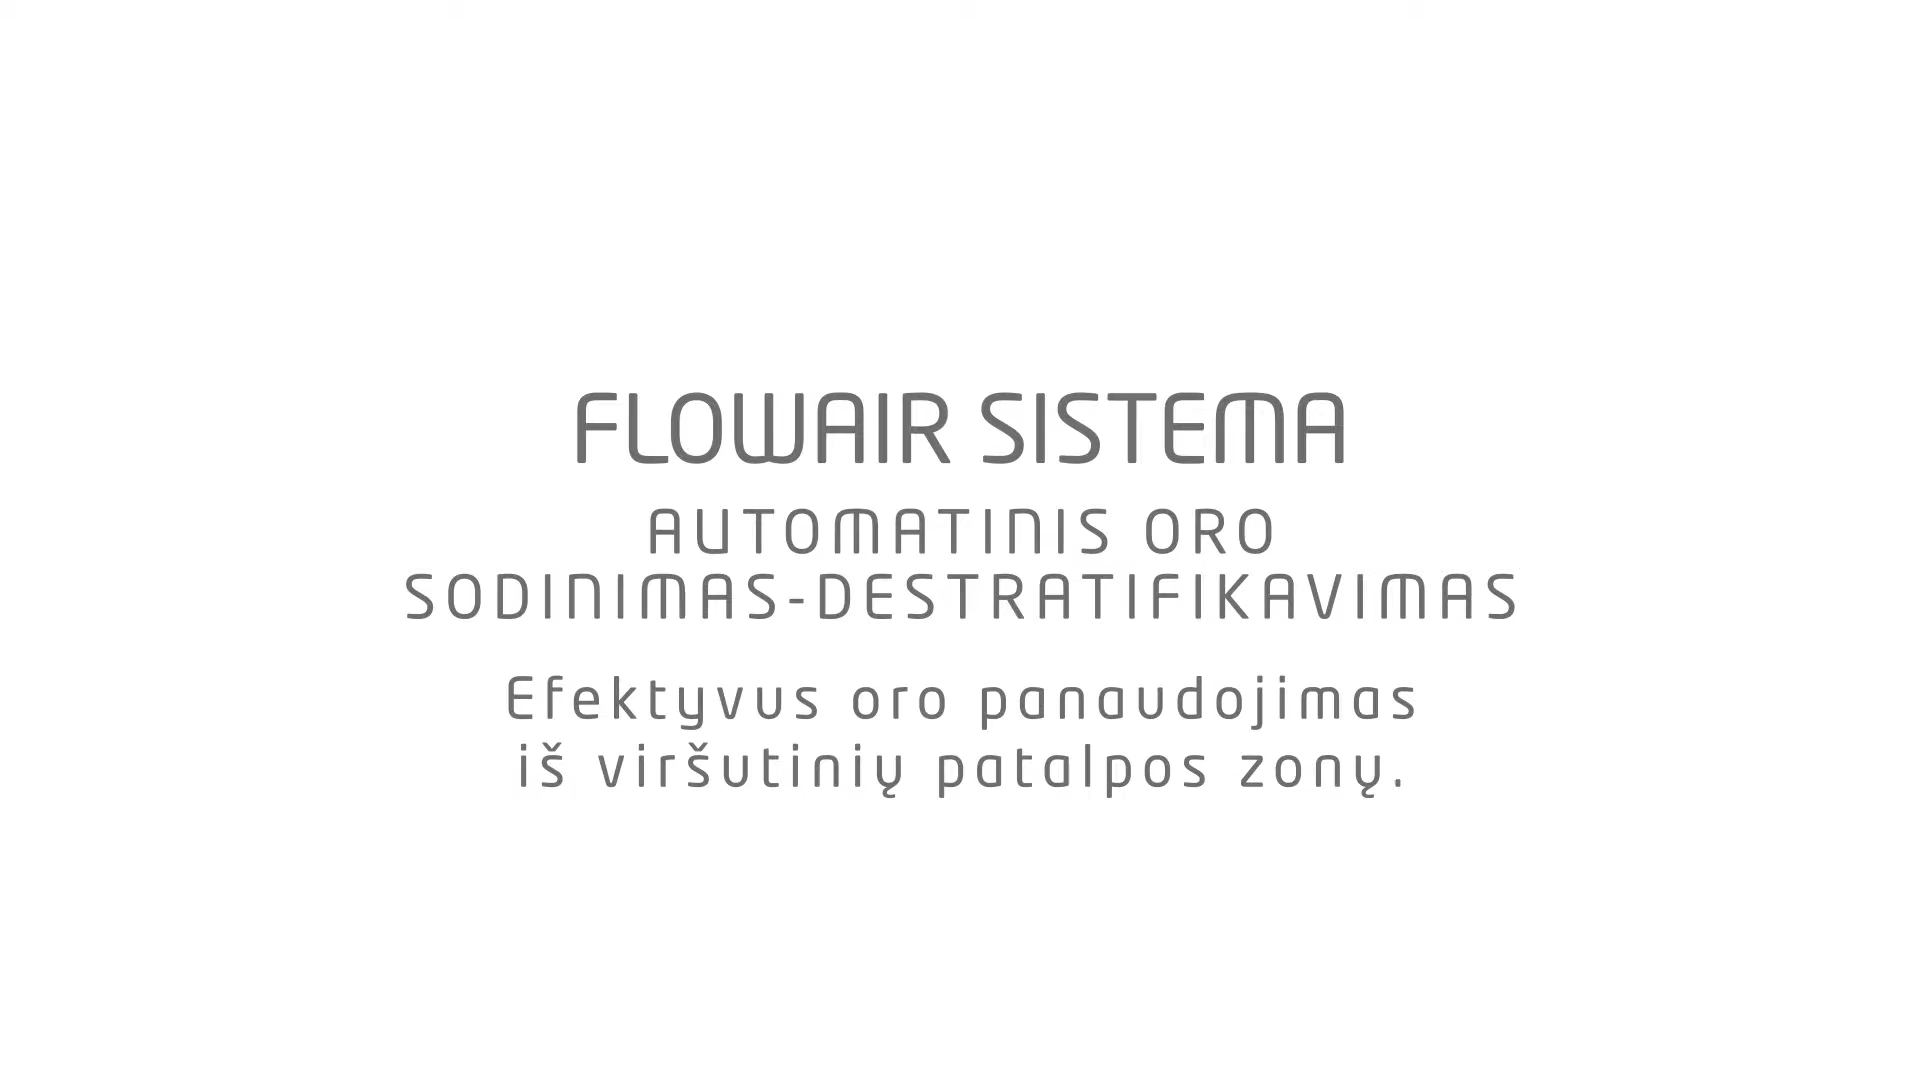 FLOWAIR SISTEMA
AUTOMATINIS ORO
SODINIMAS-DESTRATIFIKAVIMAS
Efektyvus oro panaudojimas
iš viršutinių patalpos zonų.